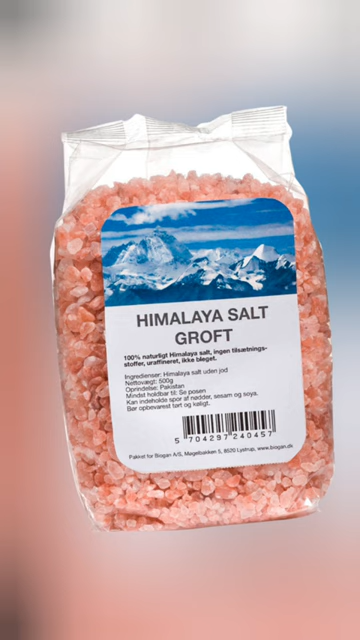 HIMALAYA SALT
GROFT
100% naturligt Himalaya salt, ingen tilsætnings-
stoffer, uraffineret, ikke bleget.
Ingredienser: Himalaya salt uden jod
Nettovægt: 500g
Oprindelse: Pakistan
Mindst holdbar til: Se posen
Kan indeholde spor af nødder, sesam og soya.
Bør opbevares tørt og køligt.
5 704297 240457
Pakket for Biogan A/S, Møgelbakken 5, 8520 Lystrup, www.biogan.dk